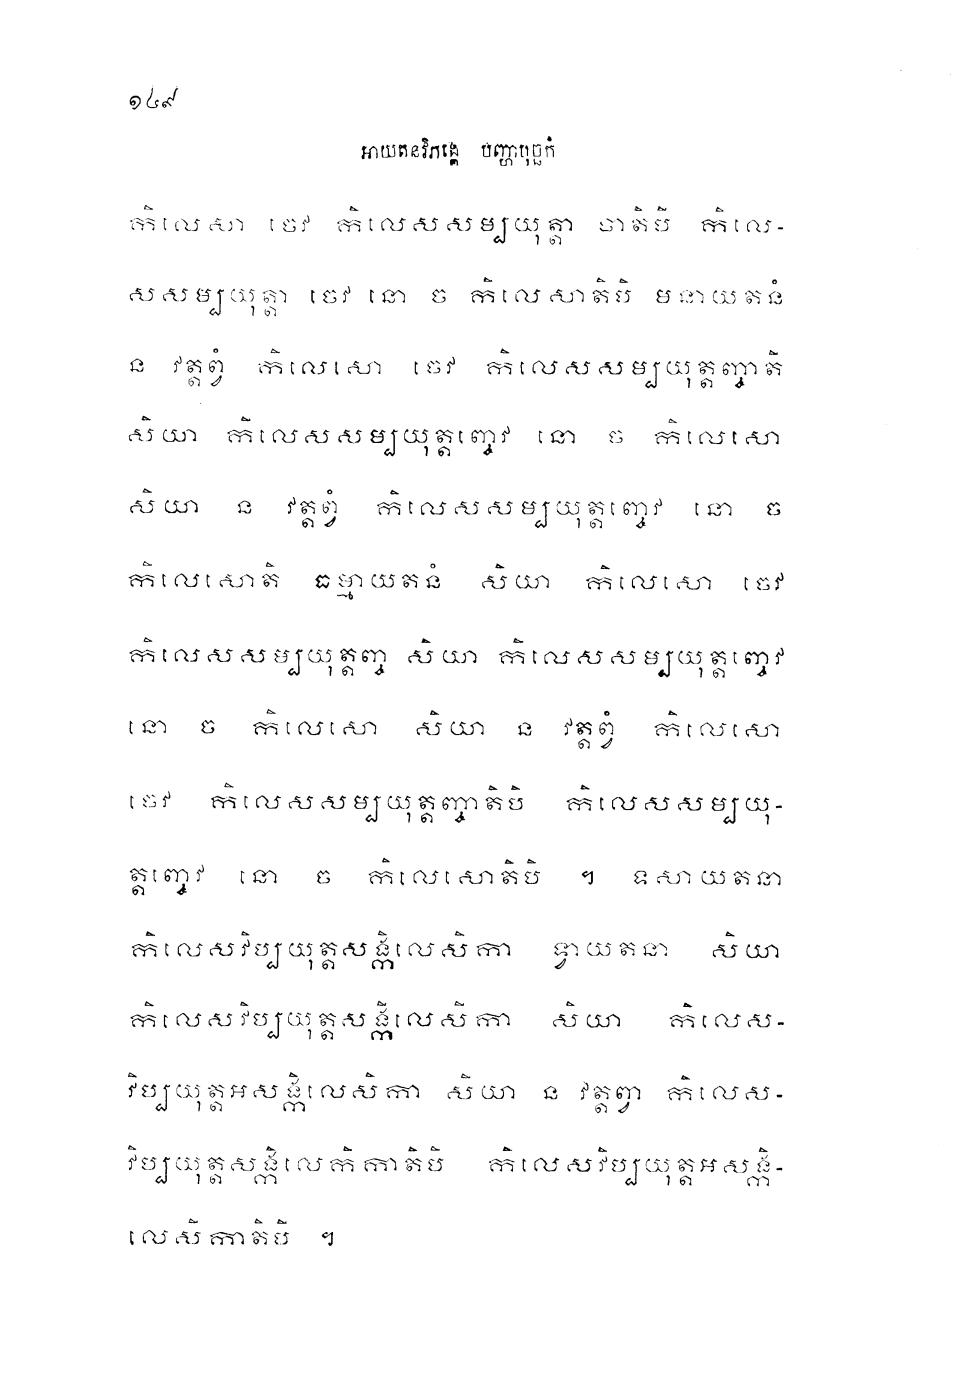 ១៤៩
អាយតនវិភង្គេ បញ្ហាបុច្ឆកំ
កិលេសា ចេវ កិលេសសម្បយុត្តា ចាតិបិ កិលេ-
សសម្បយុត្តា ចេវ នោ ច កិលេសាតិបិ មនាយតនំ
ន វត្តព្វំ កិលេសោ ចេវ កិលេសសម្បយុត្តញ្ចាតិ
សិយា កិលេសសម្បយុត្តញ្ចេវ នោ ច កិលេសោ
សិយា ន វត្តព្វំ កិលេសសម្បយុត្តញ្ចេវ នោ ច
កិលេសោតិ ធម្មាយតនំ សិយា កិលេសោ ចេវ
កិលេសសម្បយុត្តញ្ច សិយា កិលេសសម្បយុត្តញ្ចេវ
នោ ច កិលេសោ សិយា ន វត្តព្វំ កិលេសោ
ចេវ កិលេសសម្បយុត្តញ្ចាតិបិ កិលេសសម្បយុ-
ត្តញ្ចេវ នោ ច កិលេសោតិបិ ។ ទសាយតនា
កិលេសវិប្បយុត្តសង្កិលេសិកា ទ្វាយតនា សិយា
កិលេសវិប្បយុត្តសង្កិលេសិកា សិយា កិលេស-
វិប្បយុត្តអសង្កិលេសិកា សិយា ន វត្តព្វា កិលេស-
វិប្បយុត្តសង្កិលេកិកាតិបិ កិលេសវិប្បយុត្តអសង្កិ-
លេសិកាតិបិ ។